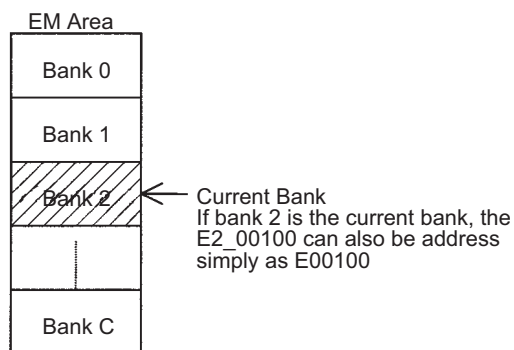 EM Area
Bank 0
Bank 1
Bank 2
Current Bank
If bank 2 is the current bank, the
E2_00100 can also be address
simply as E00100
Bank C